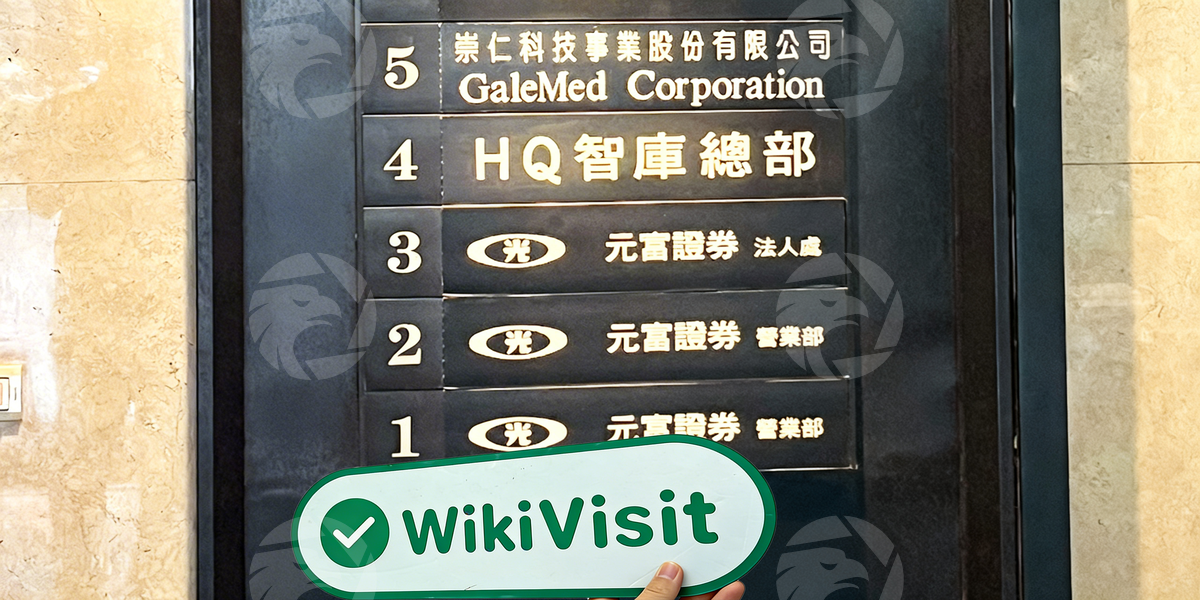 5 崇仁科技事業股份有限公司
GaleMed Corporation
4 HQ智庫總部
3 光 元富證券 法人處
2 光 元富證券 營業部
1 光 元富證券 營業部
WikiVisit